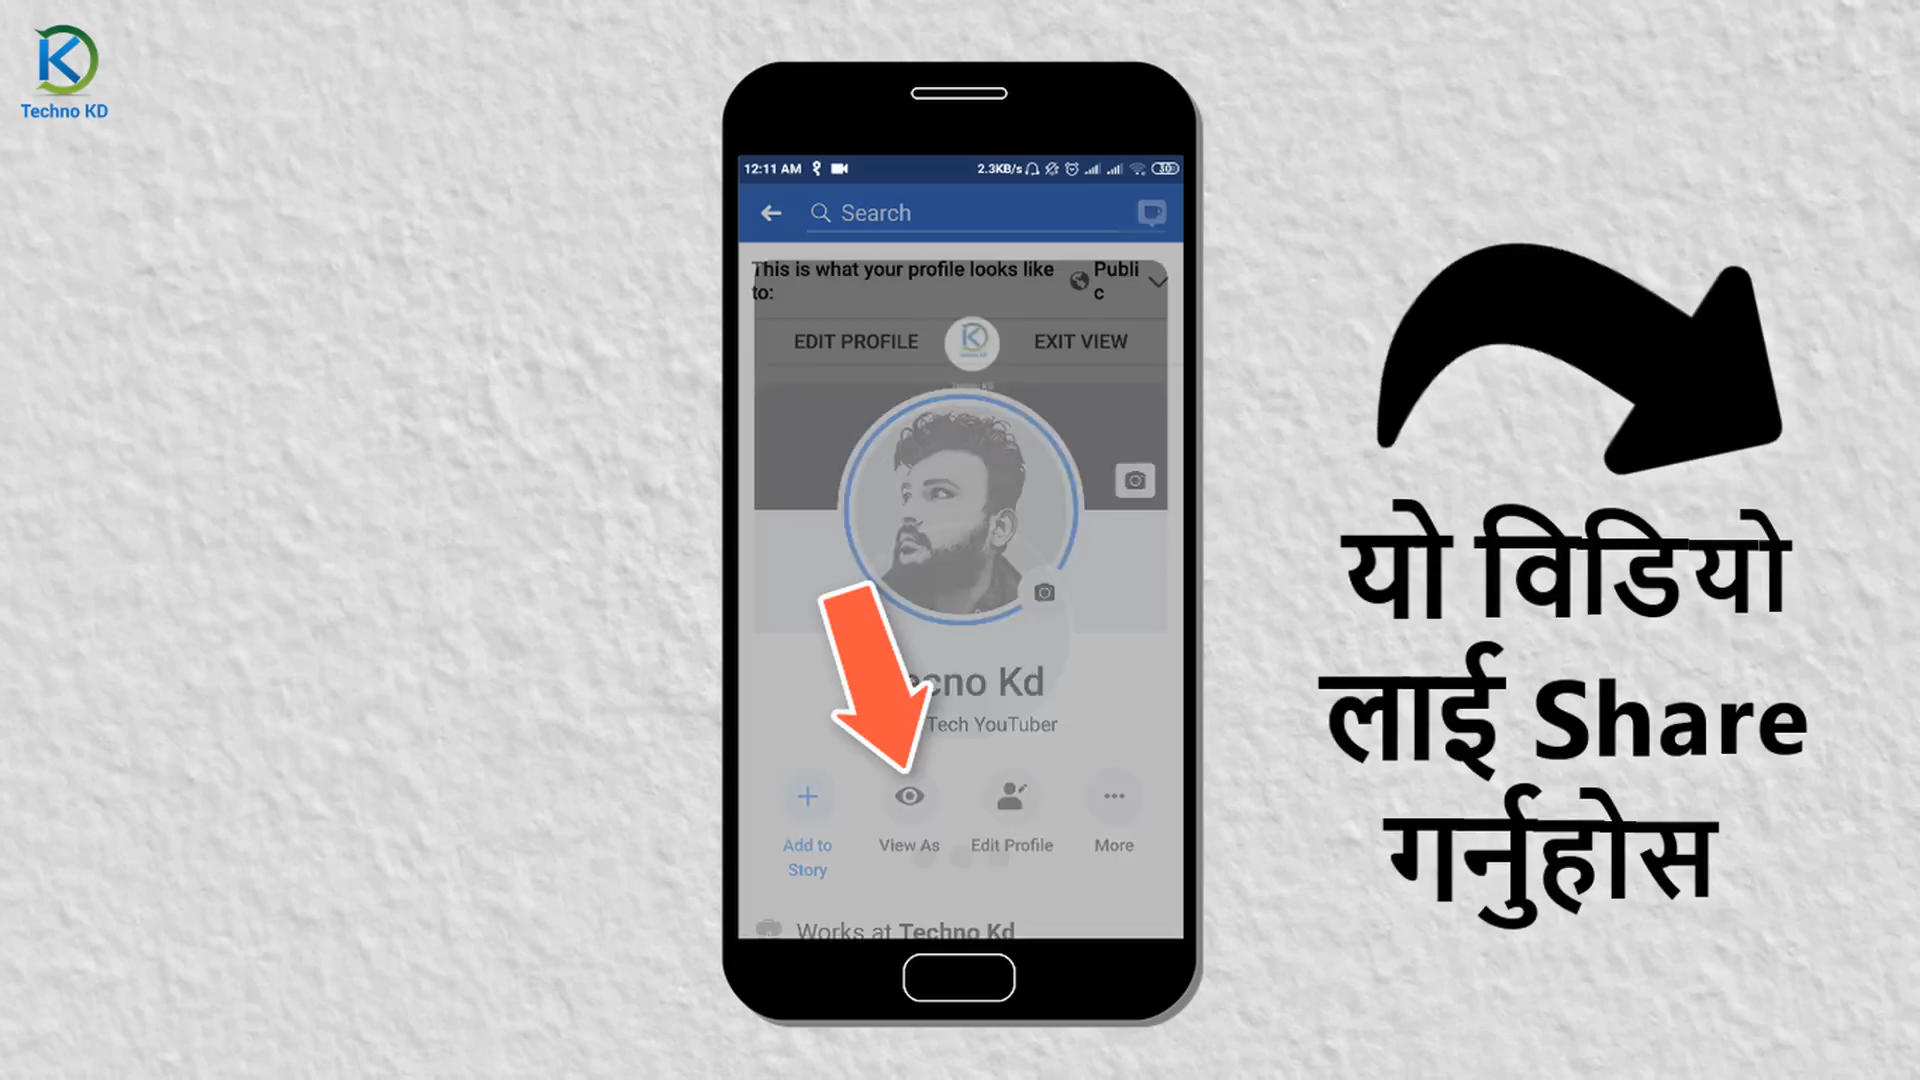 Techno KD
12:11 AM
2.3KB/s
30
Search
This is what your profile looks like
to:
Publi
c
EDIT PROFILE
EXIT VIEW
cno Kd
Tech YouTuber
Add to
Story
View As
Edit Profile
More
Works at Techno Kd
यो विडियो
लाई Share
गर्नुहोस